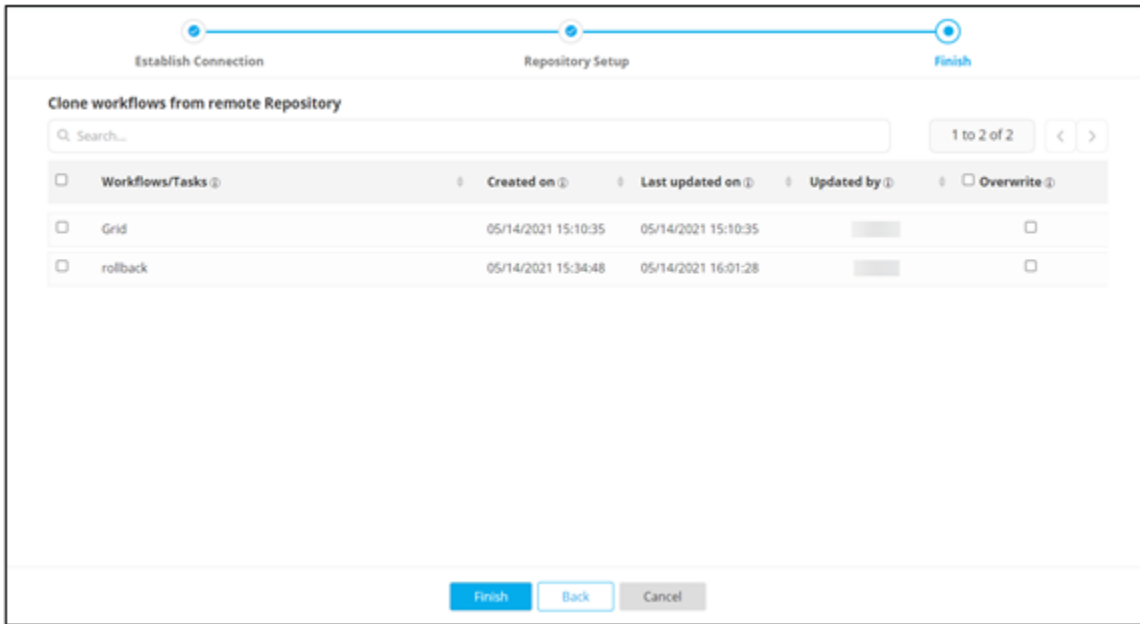 Establish Connection Repository Setup Finish
Clone workflows from remote Repository
Search... 1 to 2 of 2
Workflows/Tasks Created on Last updated on Updated by Overwrite
Grid 05/14/2021 15:10:35 05/14/2021 15:10:35
rollback 05/14/2021 15:34:48 05/14/2021 16:01:28
Finish Back Cancel